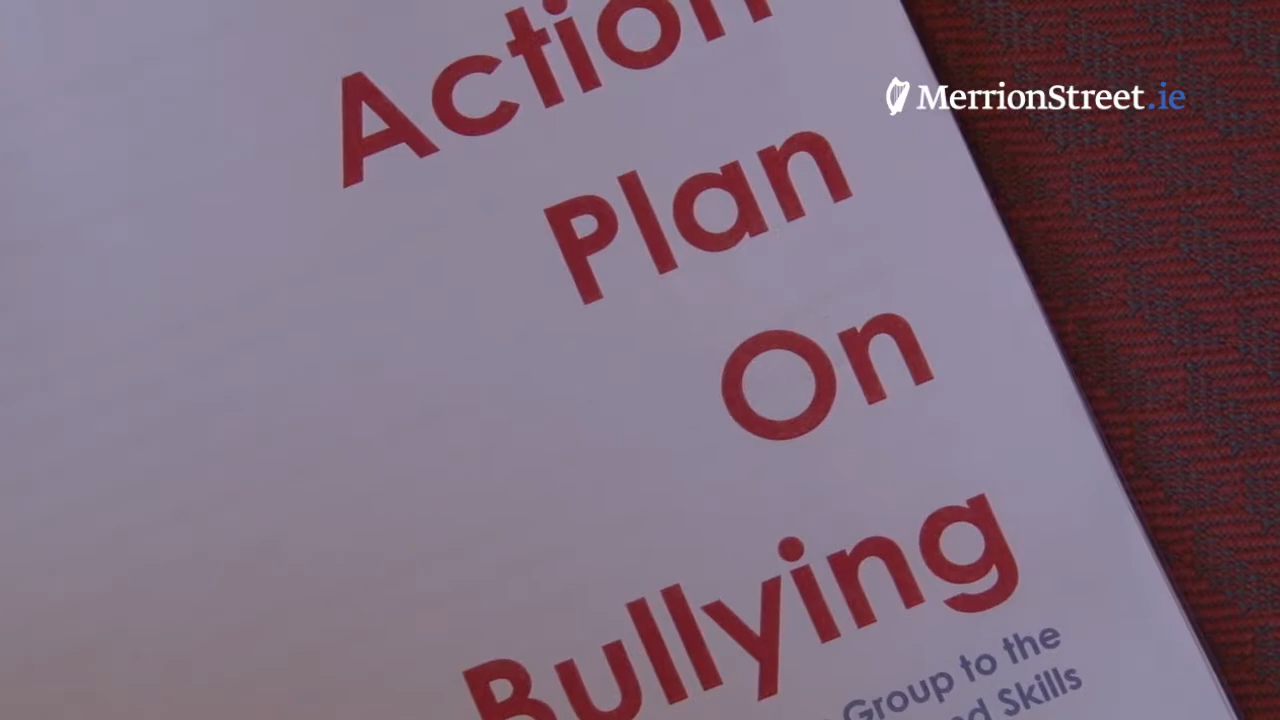 Action
MerrionStreet.ie
Plan
On
Bullying
Group to the
Skills